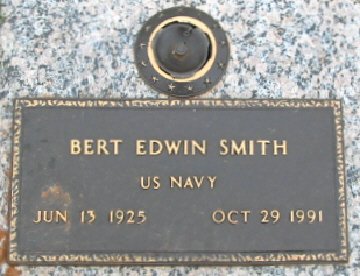 BERT EDWIN SMITH
US NAVY
JUN 13 1925 OCT 29 1991